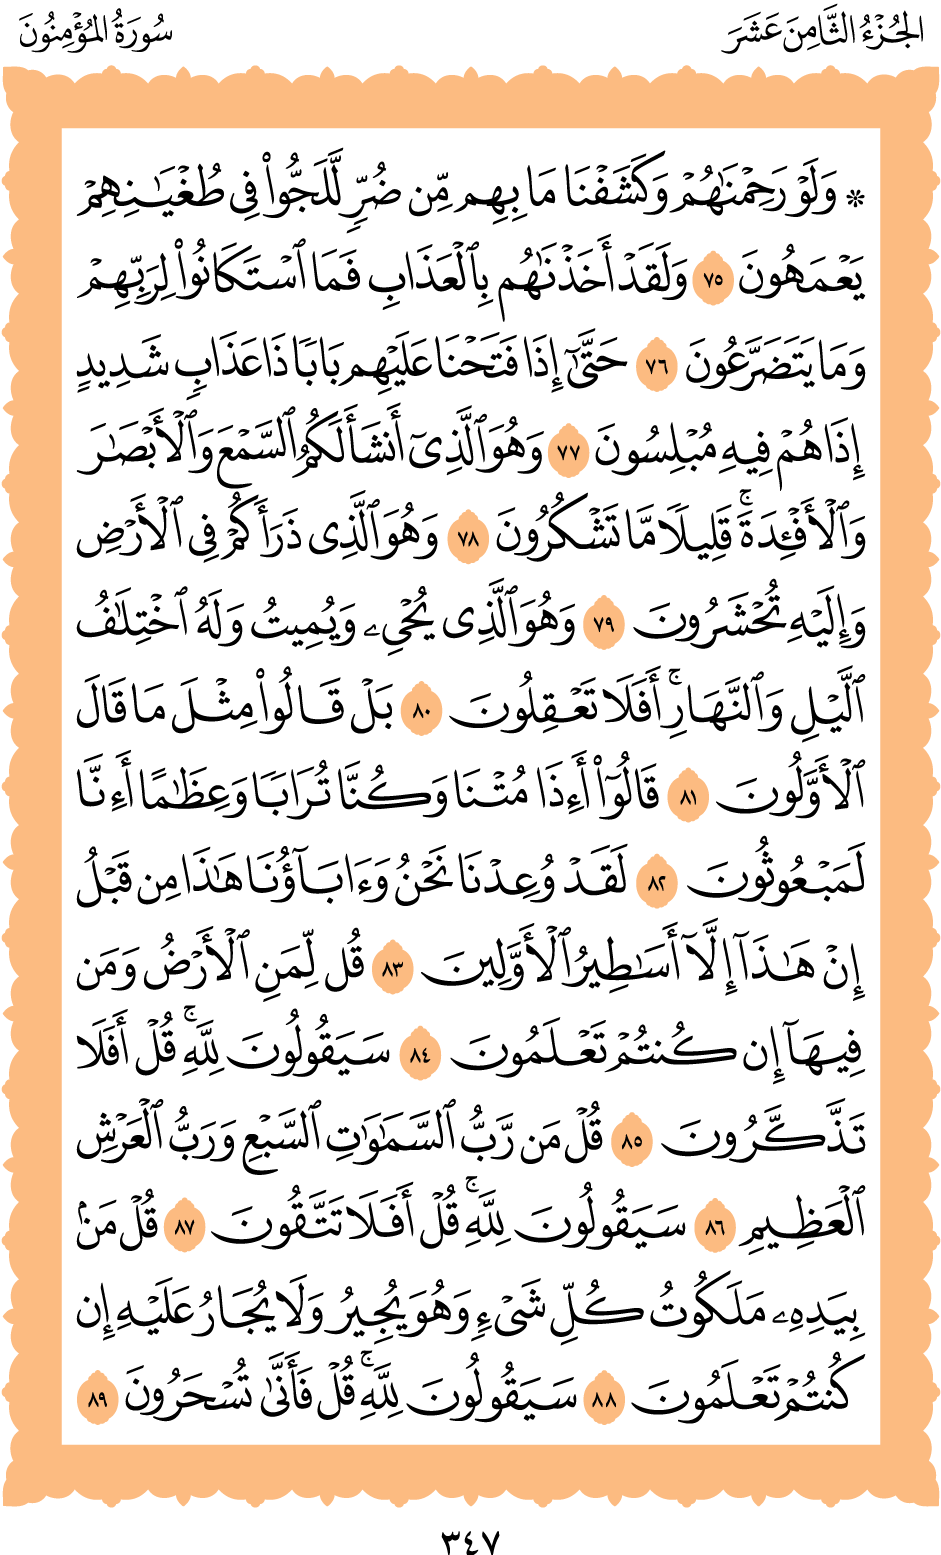 الجُزْءُ الثَّامِنَ عَشَرَ
سُورَةُ المُؤْمِنُونَ
۞ وَلَوْ رَحِمْنَٰهُمْ وَكَشَفْنَا مَا بِهِم مِّن ضُرٍّ لَّلَجُّوا۟ فِى طُغْيَٰنِهِمْ
يَعْمَهُونَ ٧٥ وَلَقَدْ أَخَذْنَٰهُم بِٱلْعَذَابِ فَمَا ٱسْتَكَانُوا۟ لِرَبِّهِمْ
وَمَا يَتَضَرَّعُونَ ٧٦ حَتَّىٰٓ إِذَا فَتَحْنَا عَلَيْهِم بَابًا ذَا عَذَابٍ شَدِيدٍ
إِذَا هُمْ فِيهِ مُبْلِسُونَ ٧٧ وَهُوَ ٱلَّذِىٓ أَنشَأَ لَكُمُ ٱلسَّمْعَ وَٱلْأَبْصَٰرَ
وَٱلْأَفْـِٔدَةَ ۚ قَلِيلًا مَّا تَشْكُرُونَ ٧٨ وَهُوَ ٱلَّذِى ذَرَأَكُمْ فِى ٱلْأَرْضِ
وَإِلَيْهِ تُحْشَرُونَ ٧٩ وَهُوَ ٱلَّذِى يُحْىِۦ وَيُمِيتُ وَلَهُ ٱخْتِلَٰفُ
ٱلَّيْلِ وَٱلنَّهَارِ ۚ أَفَلَا تَعْقِلُونَ ٨٠ بَلْ قَالُوا۟ مِثْلَ مَا قَالَ
ٱلْأَوَّلُونَ ٨١ قَالُوٓا۟ أَءِذَا مُتْنَا وَكُنَّا تُرَابًا وَعِظَٰمًا أَءِنَّا
لَمَبْعُوثُونَ ٨٢ لَقَدْ وُعِدْنَا نَحْنُ وَءَابَآؤُنَا هَٰذَا مِن قَبْلُ
إِنْ هَٰذَآ إِلَّآ أَسَٰطِيرُ ٱلْأَوَّلِينَ ٨٣ قُل لِّمَنِ ٱلْأَرْضُ وَمَن
فِيهَآ إِن كُنتُمْ تَعْلَمُونَ ٨٤ سَيَقُولُونَ لِلَّهِ ۚ قُلْ أَفَلَا
تَذَكَّرُونَ ٨٥ قُلْ مَن رَّبُّ ٱلسَّمَٰوَٰتِ ٱلسَّبْعِ وَرَبُّ ٱلْعَرْشِ
ٱلْعَظِيمِ ٨٦ سَيَقُولُونَ لِلَّهِ ۚ قُلْ أَفَلَا تَتَّقُونَ ٨٧ قُلْ مَنۢ
بِيَدِهِۦ مَلَكُوتُ كُلِّ شَىْءٍ وَهُوَ يُجِيرُ وَلَا يُجَارُ عَلَيْهِ إِن
كُنتُمْ تَعْلَمُونَ ٨٨ سَيَقُولُونَ لِلَّهِ ۚ قُلْ فَأَنَّىٰ تُسْحَرُونَ ٨٩
٣٤٧